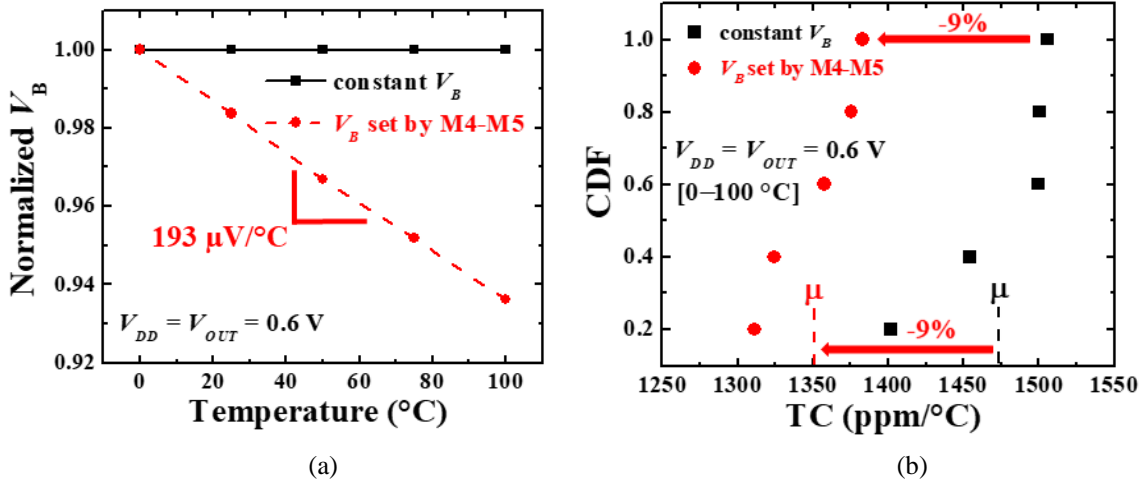 1.00
0.98
0.96
0.94
0.92
Normalized VB
constant VB
VB set by M4-M5
193 μV/°C
VDD = VOUT = 0.6 V
0 20 40 60 80 100
Temperature (°C)
(a)
1.0
0.8
0.6
0.4
0.2
CDF
constant VB
VB set by M4-M5
-9%
VDD = VOUT = 0.6 V
[0–100 °C]
μ
μ
-9%
1250 1300 1350 1400 1450 1500 1550
TC (ppm/°C)
(b)